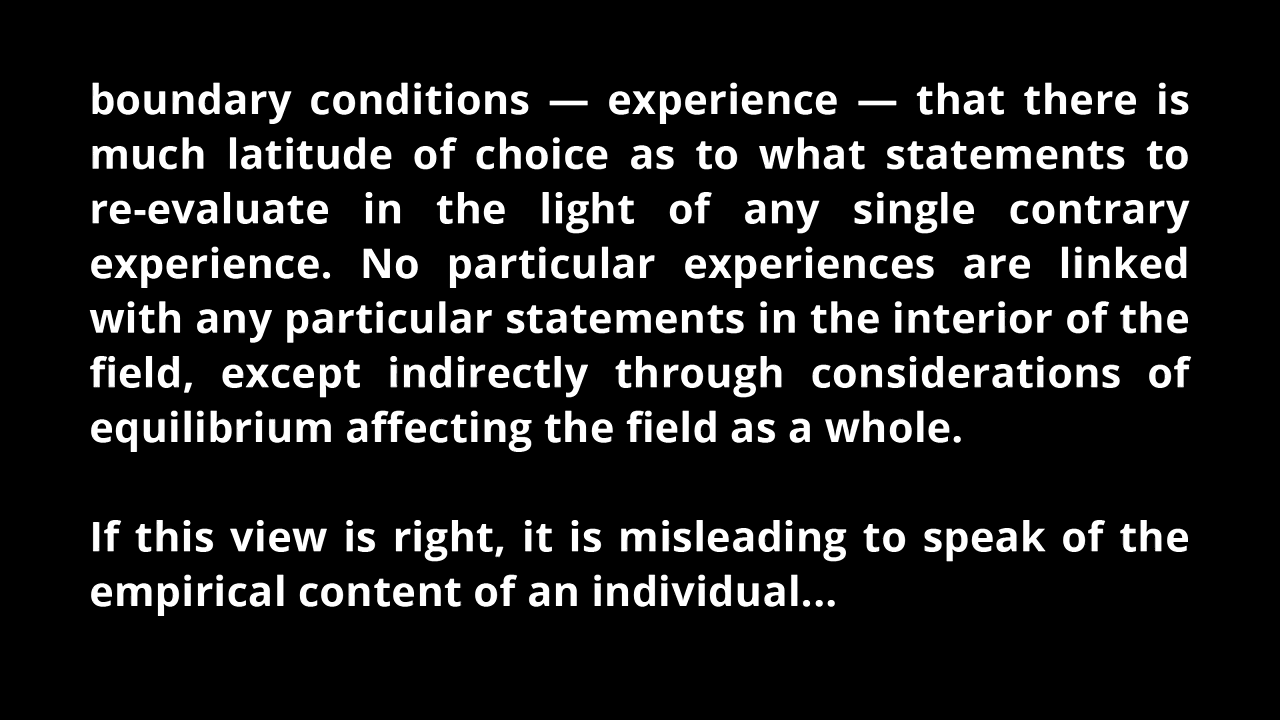 boundary conditions — experience — that there is
much latitude of choice as to what statements to
re-evaluate in the light of any single contrary
experience. No particular experiences are linked
with any particular statements in the interior of the
field, except indirectly through considerations of
equilibrium affecting the field as a whole.
If this view is right, it is misleading to speak of the
empirical content of an individual...